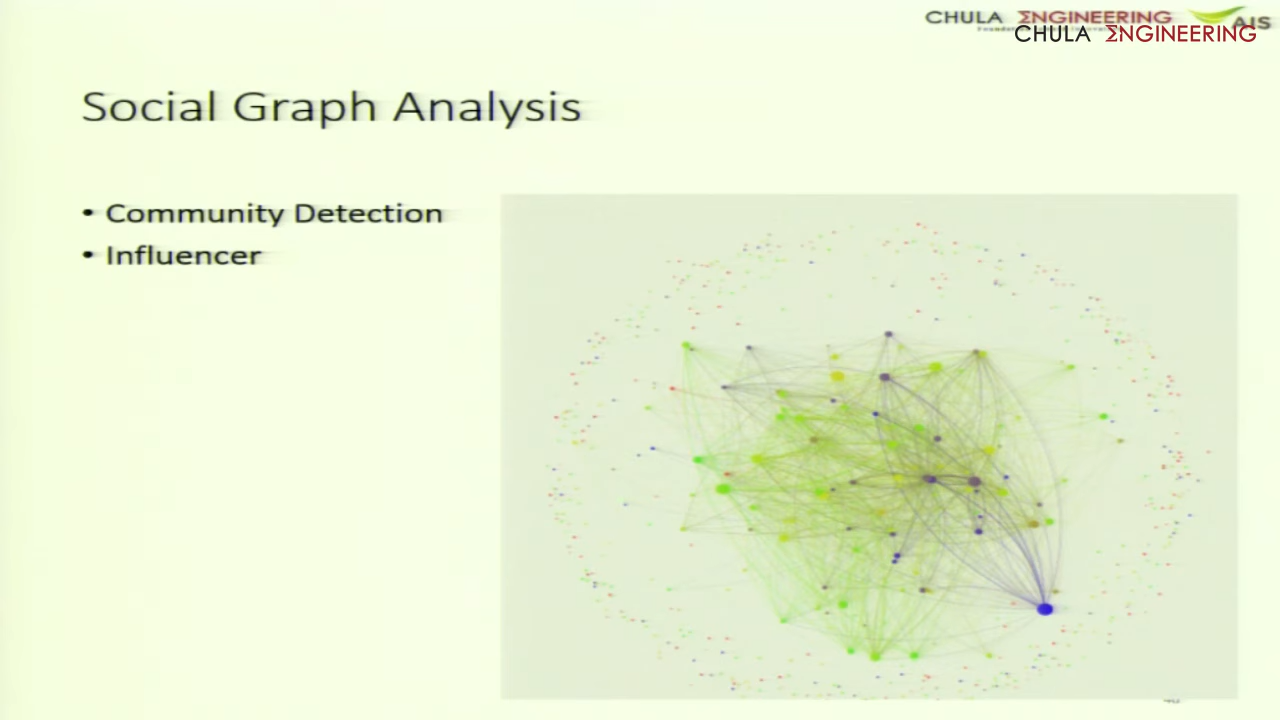 CHULA ΣNGINEERING
AIS
CHULA ΣNGINEERING
Social Graph Analysis
• Community Detection
• Influencer